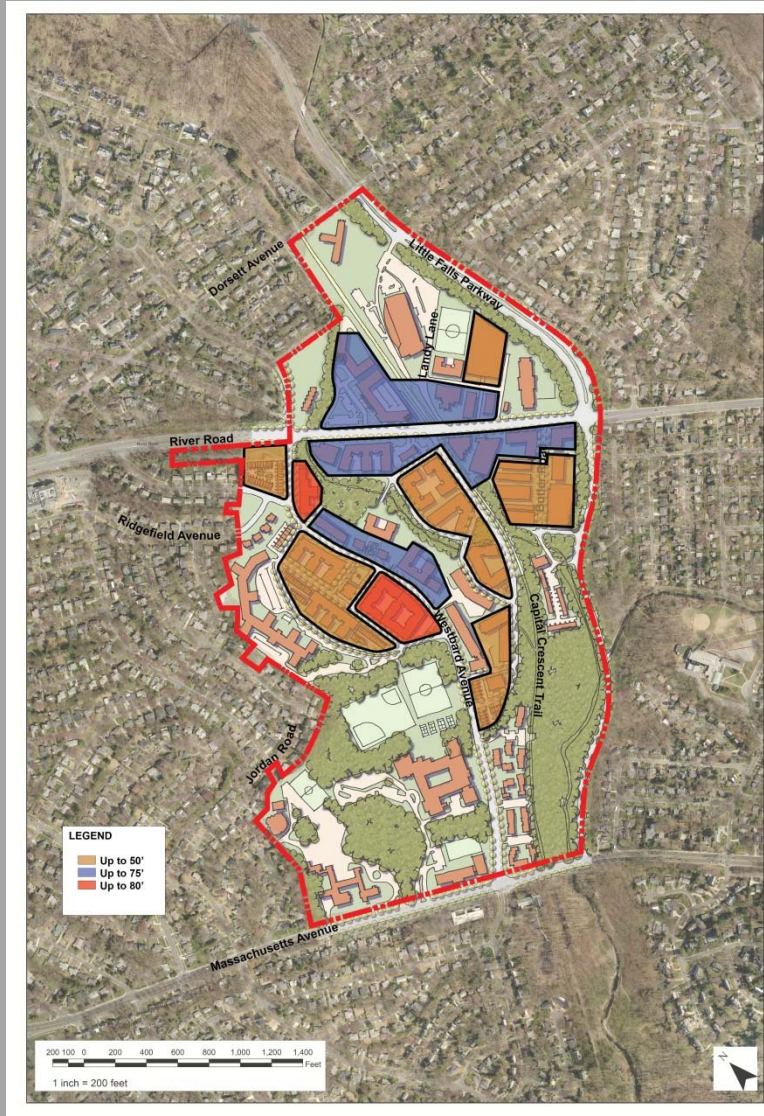 Dorsett Avenue
Little Falls Parkway
Landy Lane
River Road
Butler
Ridgefield Avenue
Capital Crescent Trail
Westbard Avenue
Jordan Road
LEGEND
Up to 50'
Up to 75'
Up to 80'
Massachusetts Avenue
200 100 0 200 400 600 800 1,000 1,200 1,400
Feet
1 inch = 200 feet
N